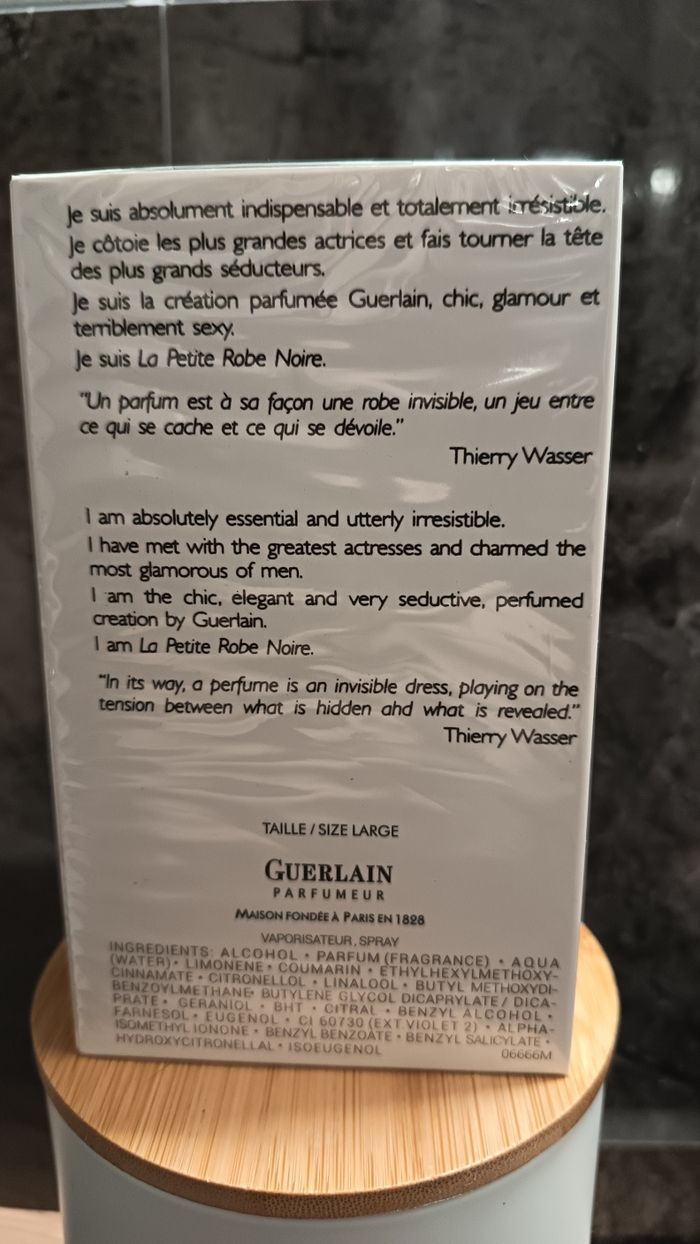 Je suis absolument indispensable et totalement irrésistible.
Je côtoie les plus grandes actrices et fais tourner la tête
des plus grands séducteurs.
Je suis la création parfumée Guerlain, chic, glamour et
terriblement sexy.
Je suis La Petite Robe Noire.
"Un parfum est à sa façon une robe invisible, un jeu entre
ce qui se cache et ce qui se dévoile."
Thierry Wasser
I am absolutely essential and utterly irresistible.
I have met with the greatest actresses and charmed the
most glamorous of men.
I am the chic, elegant and very seductive, perfumed
creation by Guerlain.
I am La Petite Robe Noire.
"In its way, a perfume is an invisible dress, playing on the
tension between what is hidden and what is revealed."
Thierry Wasser
TAILLE / SIZE LARGE
GUERLAIN
PARFUMEUR
MAISON FONDÉE À PARIS EN 1828
VAPORISATEUR, SPRAY
INGREDIENTS: ALCOHOL • PARFUM (FRAGRANCE) • AQUA
(WATER) • LIMONENE • COUMARIN • ETHYLHEXYLMETHOXY-
CINNAMATE • CITRONELLOL • LINALOOL • BUTYL METHOXYDI-
BENZOYLMETHANE • BUTYLENE GLYCOL DICAPRYLATE / DICA-
PRATE • GERANIOL • BHT • CITRAL • BENZYL ALCOHOL •
FARNESOL • EUGENOL • CI 60730 (EXT VIOLET 2) • ALPHA-
ISOMETHYL IONONE • BENZYL BENZOATE • BENZYL SALICYLATE •
HYDROXYCITRONELLAL • ISOEUGENOL
06666M